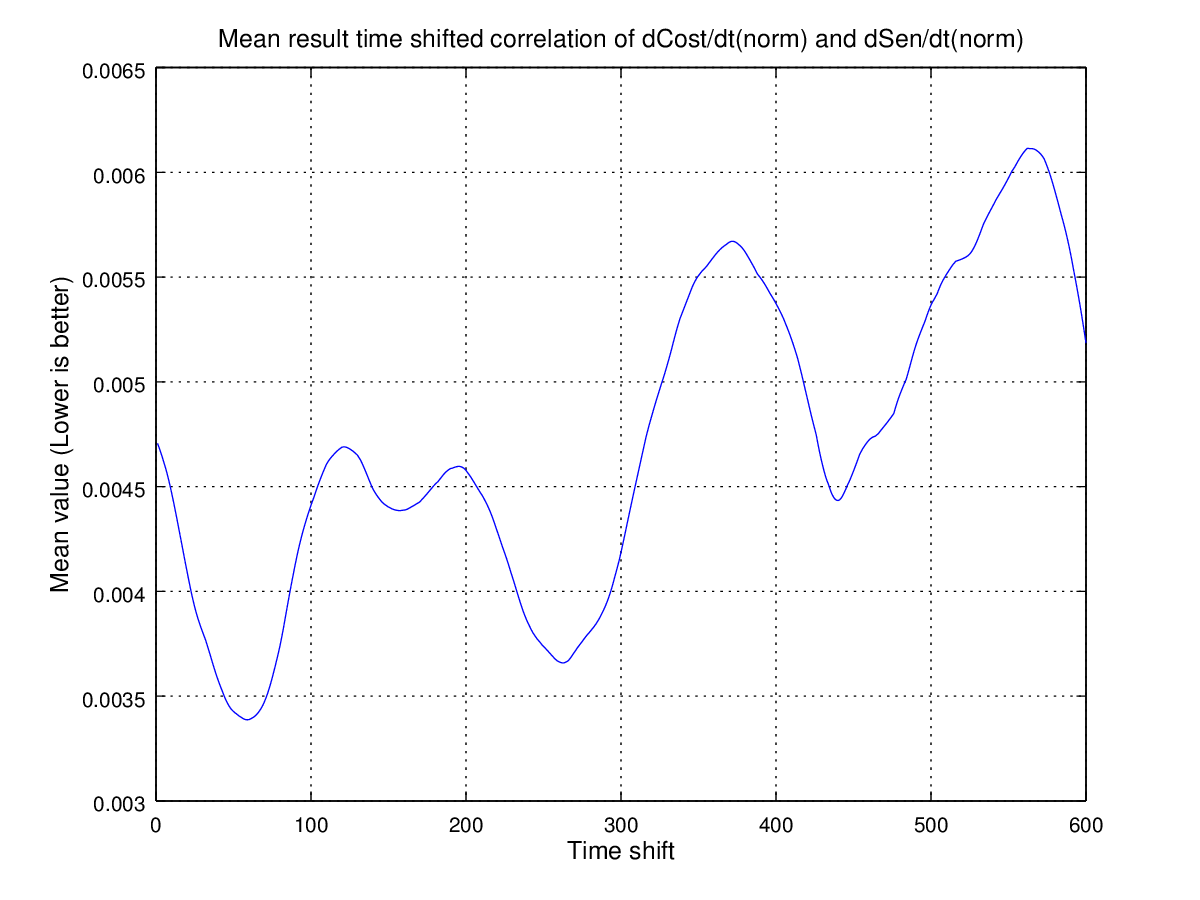 Mean result time shifted correlation of dCost/dt(norm) and dSen/dt(norm)
Mean value (Lower is better)
0.0065
0.006
0.0055
0.005
0.0045
0.004
0.0035
0.003
0 100 200 300 400 500 600
Time shift